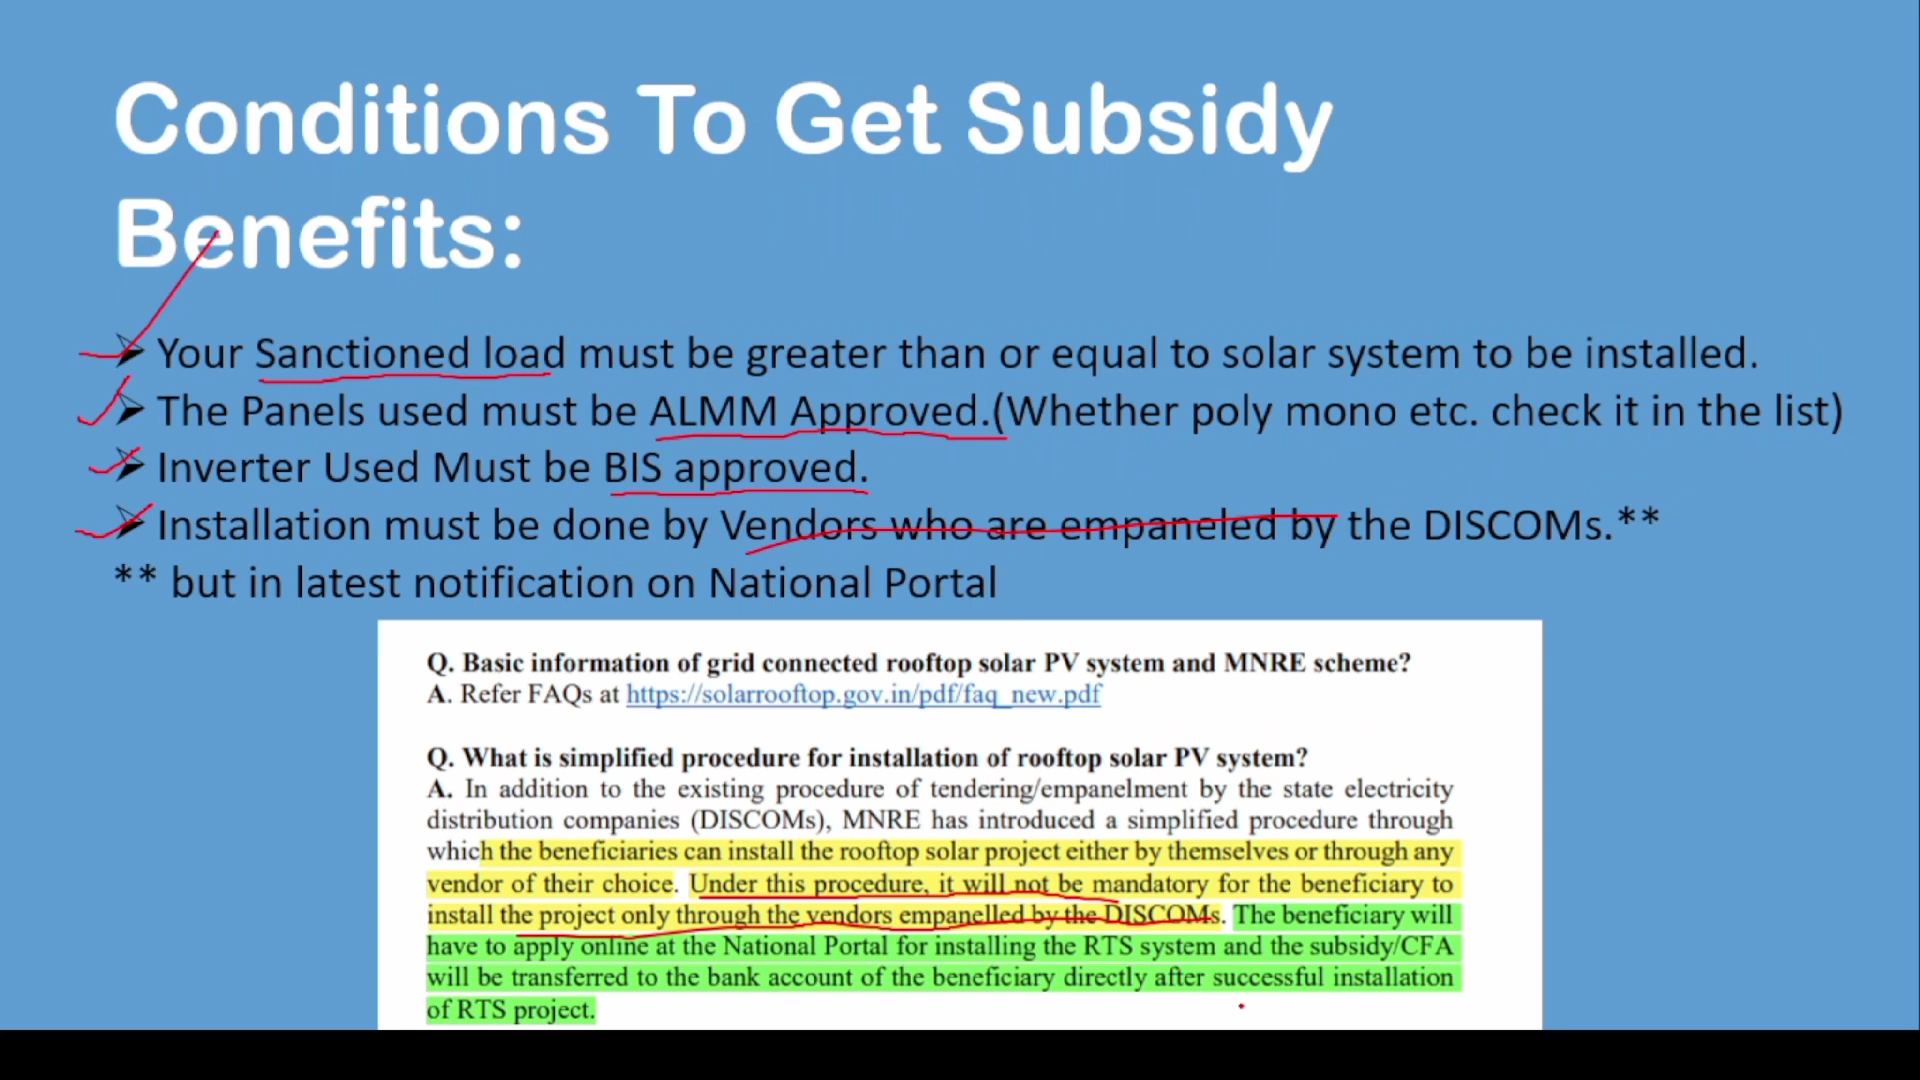 Conditions To Get Subsidy
Benefits:
➢ Your Sanctioned load must be greater than or equal to solar system to be installed.
➢ The Panels used must be ALMM Approved.(Whether poly mono etc. check it in the list)
➢ Inverter Used Must be BIS approved.
➢ Installation must be done by Vendors who are empaneled by the DISCOMs.**
** but in latest notification on National Portal
Q. Basic information of grid connected rooftop solar PV system and MNRE scheme?
A. Refer FAQs at https://solarrooftop.gov.in/pdf/faq_new.pdf
Q. What is simplified procedure for installation of rooftop solar PV system?
A. In addition to the existing procedure of tendering/empanelment by the state electricity
distribution companies (DISCOMs), MNRE has introduced a simplified procedure through
which the beneficiaries can install the rooftop solar project either by themselves or through any
vendor of their choice. Under this procedure, it will not be mandatory for the beneficiary to
install the project only through the vendors empanelled by the DISCOMs. The beneficiary will
have to apply online at the National Portal for installing the RTS system and the subsidy/CFA
will be transferred to the bank account of the beneficiary directly after successful installation
of RTS project.